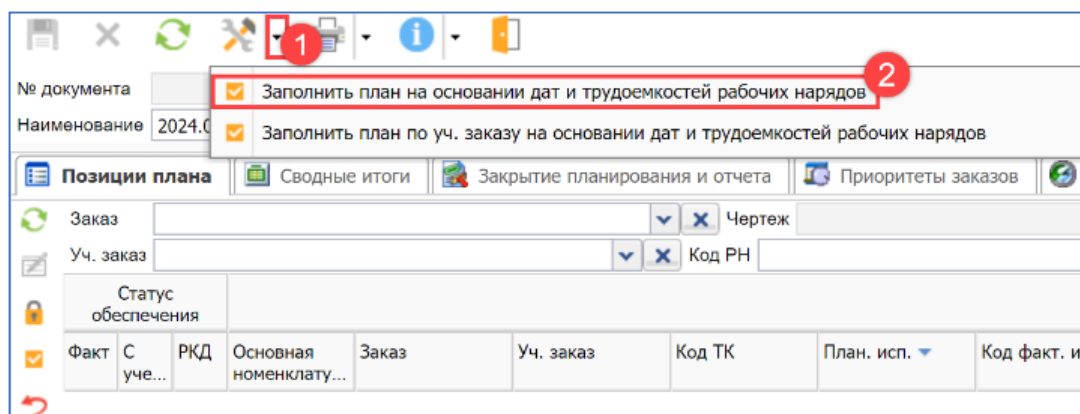 1
2
№ документа
Заполнить план на основании дат и трудоемкостей рабочих нарядов
Наименование 2024.0
Заполнить план по уч. заказу на основании дат и трудоемкостей рабочих нарядов
Позиции плана Сводные итоги Закрытие планирования и отчета Приоритеты заказов
Заказ Чертеж
Уч. заказ Код РН
Статус
обеспечения
Факт С РКД Основная Заказ Уч. заказ Код ТК План. исп. Код факт. и
уче... номенклату...